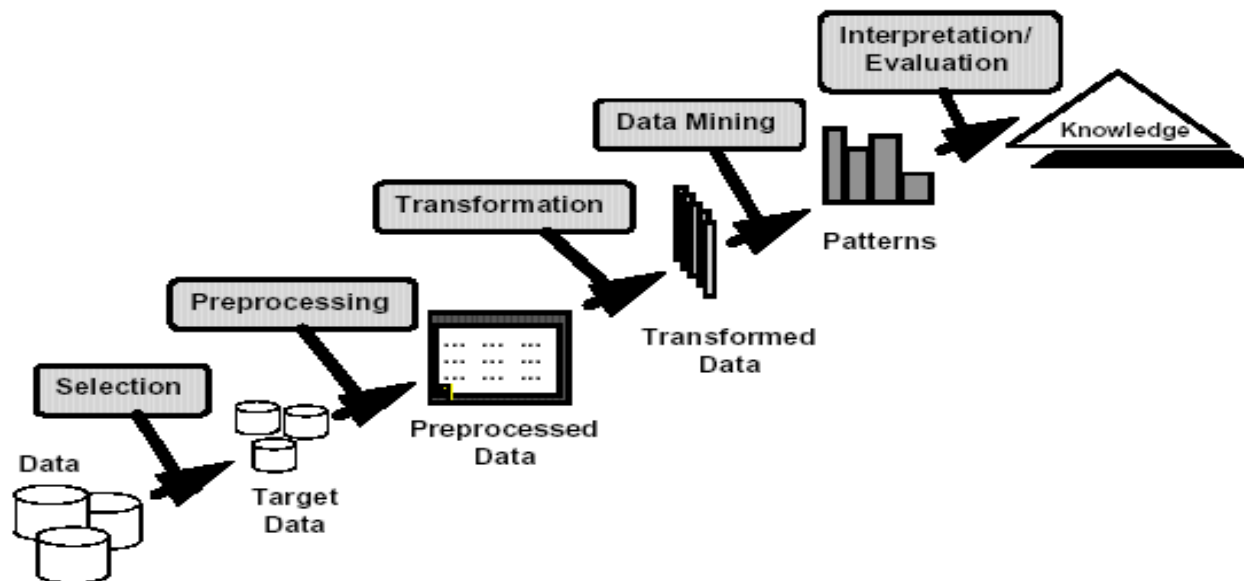 Interpretation/
Evaluation
Knowledge
Data Mining
Patterns
Transformation
Transformed
Data
Preprocessing
Preprocessed
Data
Selection
Target
Data
Data